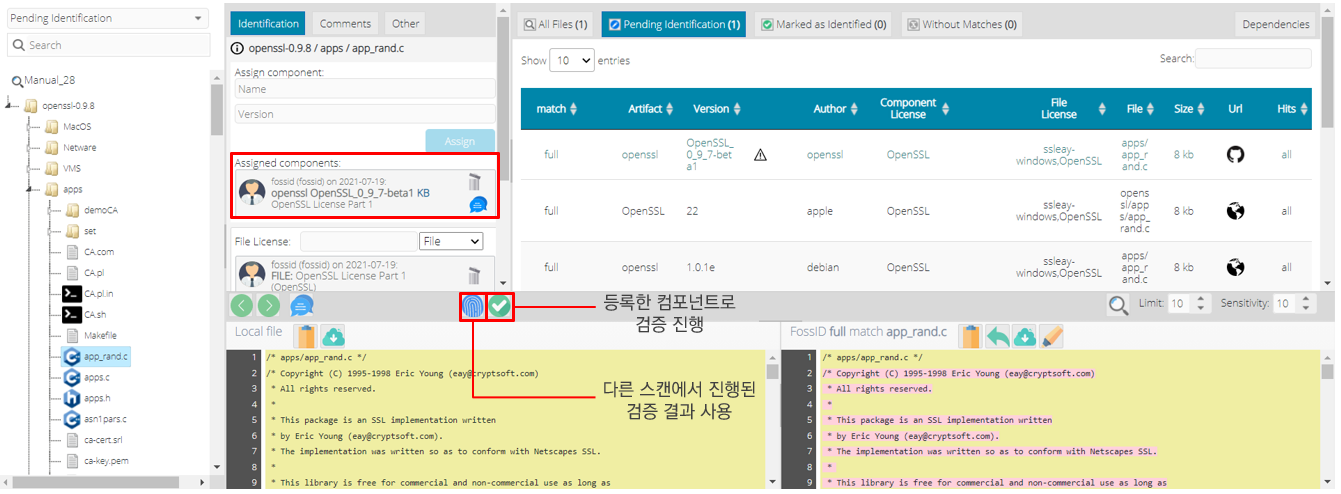 Pending Identification
Search
Manual_28
openssl-0.9.8
MacOS
Netware
VMS
apps
demoCA
set
CA.com
CA.pl
CA.pl.in
CA.sh
Makefile
app_rand.c
apps.c
apps.h
asn1pars.c
ca-cert.srl
ca-key.pem
Identification
Comments
Other
openssl-0.9.8 / apps / app_rand.c
Assign component:
Name
Version
Assign
Assigned components:
fossid (fossid) on 2021-07-19:
openssl OpenSSL_0_9_7-beta1 KB
OpenSSL License Part 1
File License:
File
fossid (fossid) on 2021-07-19:
FILE: OpenSSL License Part 1
(OpenSSL)
All Files (1)
Pending Identification (1)
Marked as Identified (0)
Without Matches (0)
Dependencies
Show 10 entries
Search:
match Artifact Version Author Component License File License File Size Url Hits
full openssl OpenSSL_
0_9_7-bet
a1
openssl OpenSSL ssleay-
windows,OpenSSL
apps/
app_r
and.c
8 kb all
full OpenSSL 22 apple OpenSSL ssleay-
windows,OpenSSL
opens
sl/app
s/app_
rand.c
8 kb all
full openssl 1.0.1e debian OpenSSL ssleay-
windows,OpenSSL
apps/
app_r
and.c
8 kb all
등록한 컴포넌트로
검증 진행
다른 스캔에서 진행된
검증 결과 사용
Limit: 10 Sensitivity: 10
Local file
1 /* apps/app_rand.c */
2 /* Copyright (C) 1995-1998 Eric Young (eay@cryptsoft.com)
3 * All rights reserved.
4 *
5 * This package is an SSL implementation written
6 * by Eric Young (eay@cryptsoft.com).
7 * The implementation was written so as to conform with Netscapes SSL.
8 *
9 * This library is free for commercial and non-commercial use as long as
FossID full match app_rand.c
1 /* apps/app_rand.c */
2 /* Copyright (C) 1995-1998 Eric Young (eay@cryptsoft.com)
3 * All rights reserved.
4 *
5 * This package is an SSL implementation written
6 * by Eric Young (eay@cryptsoft.com).
7 * The implementation was written so as to conform with Netscapes SSL.
8 *
9 * This library is free for commercial and non-commercial use as long as